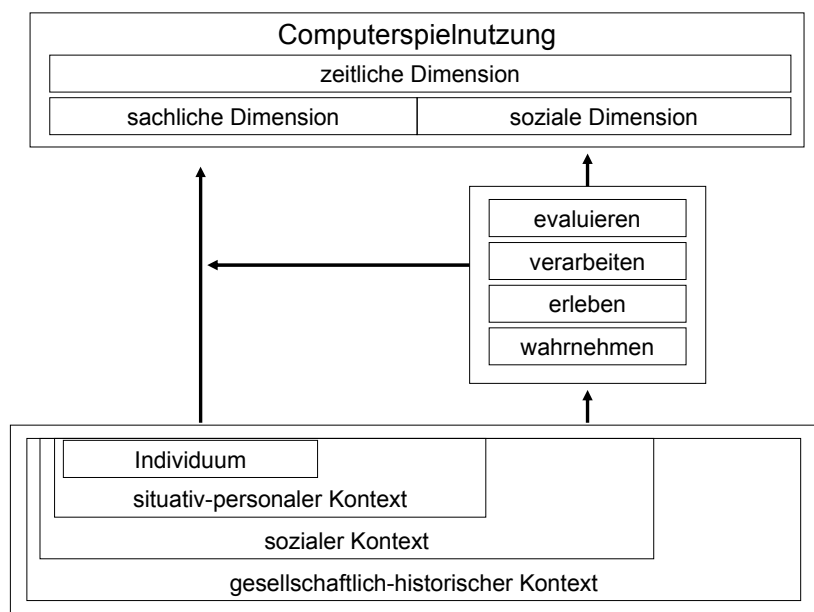 Computerspielnutzung
zeitliche Dimension
sachliche Dimension
soziale Dimension
evaluieren
verarbeiten
erleben
wahrnehmen
Individuum
situativ-personaler Kontext
sozialer Kontext
gesellschaftlich-historischer Kontext